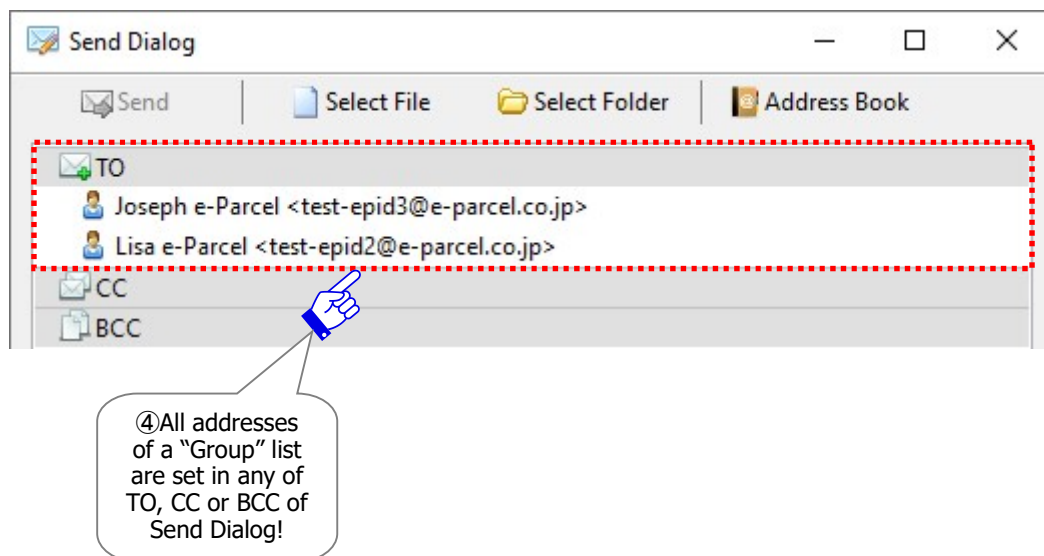 Send Dialog
Send Select File Select Folder Address Book
TO
Joseph e-Parcel <test-epid3@e-parcel.co.jp>
Lisa e-Parcel <test-epid2@e-parcel.co.jp>
CC
BCC
④All addresses
of a “Group” list
are set in any of
TO, CC or BCC of
Send Dialog!